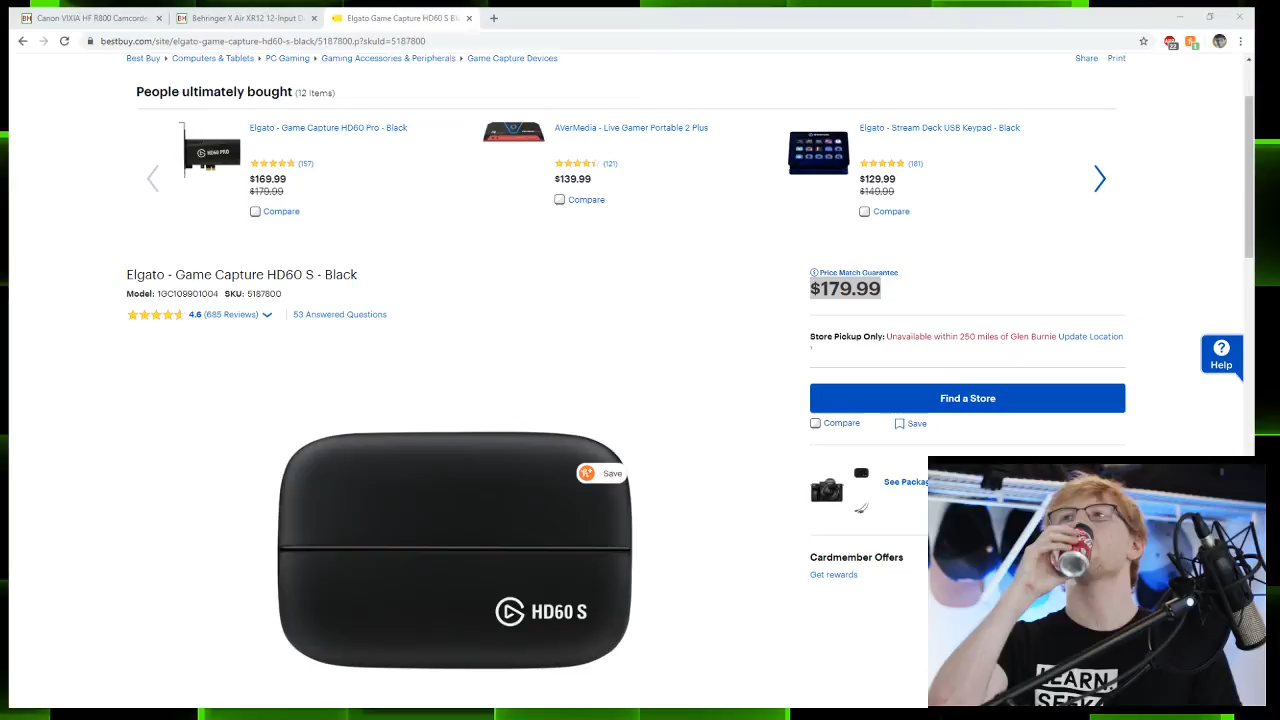 Canon VIXIA HF R800 Camcorde
Behringer X Air XR12 12-Input D
Elgato Game Capture HD60 S Bl
bestbuy.com/site/elgato-game-capture-hd60-s-black/5187800.p?skuId=5187800
22
1
Best Buy Computers & Tablets PC Gaming Gaming Accessories & Peripherals Game Capture Devices
Share Print
People ultimately bought (12 Items)
Elgato - Game Capture HD60 Pro - Black
(157)
$169.99
$179.99
Compare
HD60 PRO
AVerMedia - Live Gamer Portable 2 Plus
(121)
$139.99
Compare
Elgato - Stream Deck USB Keypad - Black
(181)
$129.99
$149.99
Compare
Elgato - Game Capture HD60 S - Black
Model: 1GC109901004 SKU: 5187800
4.6 (685 Reviews) 53 Answered Questions
Price Match Guarantee
$179.99
Store Pickup Only: Unavailable within 250 miles of Glen Burnie Update Location
Find a Store
Compare Save
? Help
Save
HD60 S
See Packag
Cardmember Offers
Get rewards
LEARN.